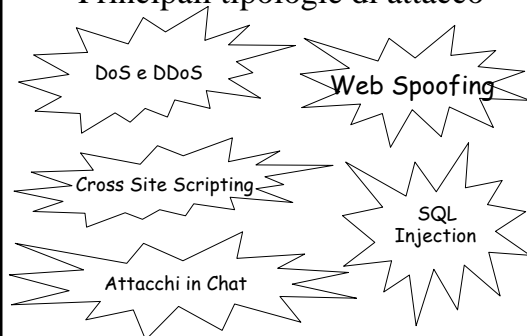 Principali tipologie di attacco
DoS e DDoS
Web Spoofing
Cross Site Scripting
SQL
Injection
Attacchi in Chat